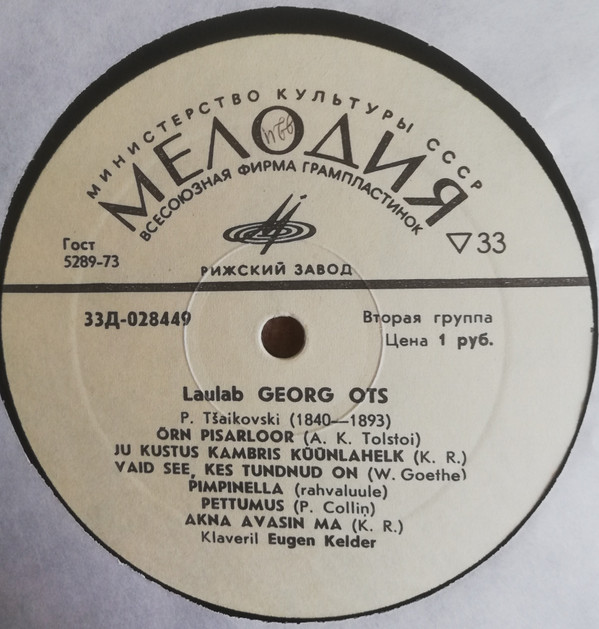 МИНИСТЕРСТВО КУЛЬТУРЫ СССР
МЕЛОДИЯ
ВСЕСОЮЗНАЯ ФИРМА ГРАМПЛАСТИНОК
Гост
5289-73
▽33
РИЖСКИЙ ЗАВОД
33Д-028449
Вторая группа
Цена 1 руб.
Laulab GEORG OTS
P. Tšaikovski (1840—1893)
ÖRN PISARLOOR (A. K. Tolstoi)
JU KUSTUS KAMBRIS KÜÜNLAHELK (K. R.)
VAID SEE, KES TUNDNUD ON (W. Goethe)
PIMPINELLA (rahvaluule)
PETTUMUS (P. Collin)
AKNA AVASIN MA (K. R.)
Klaveril Eugen Kelder